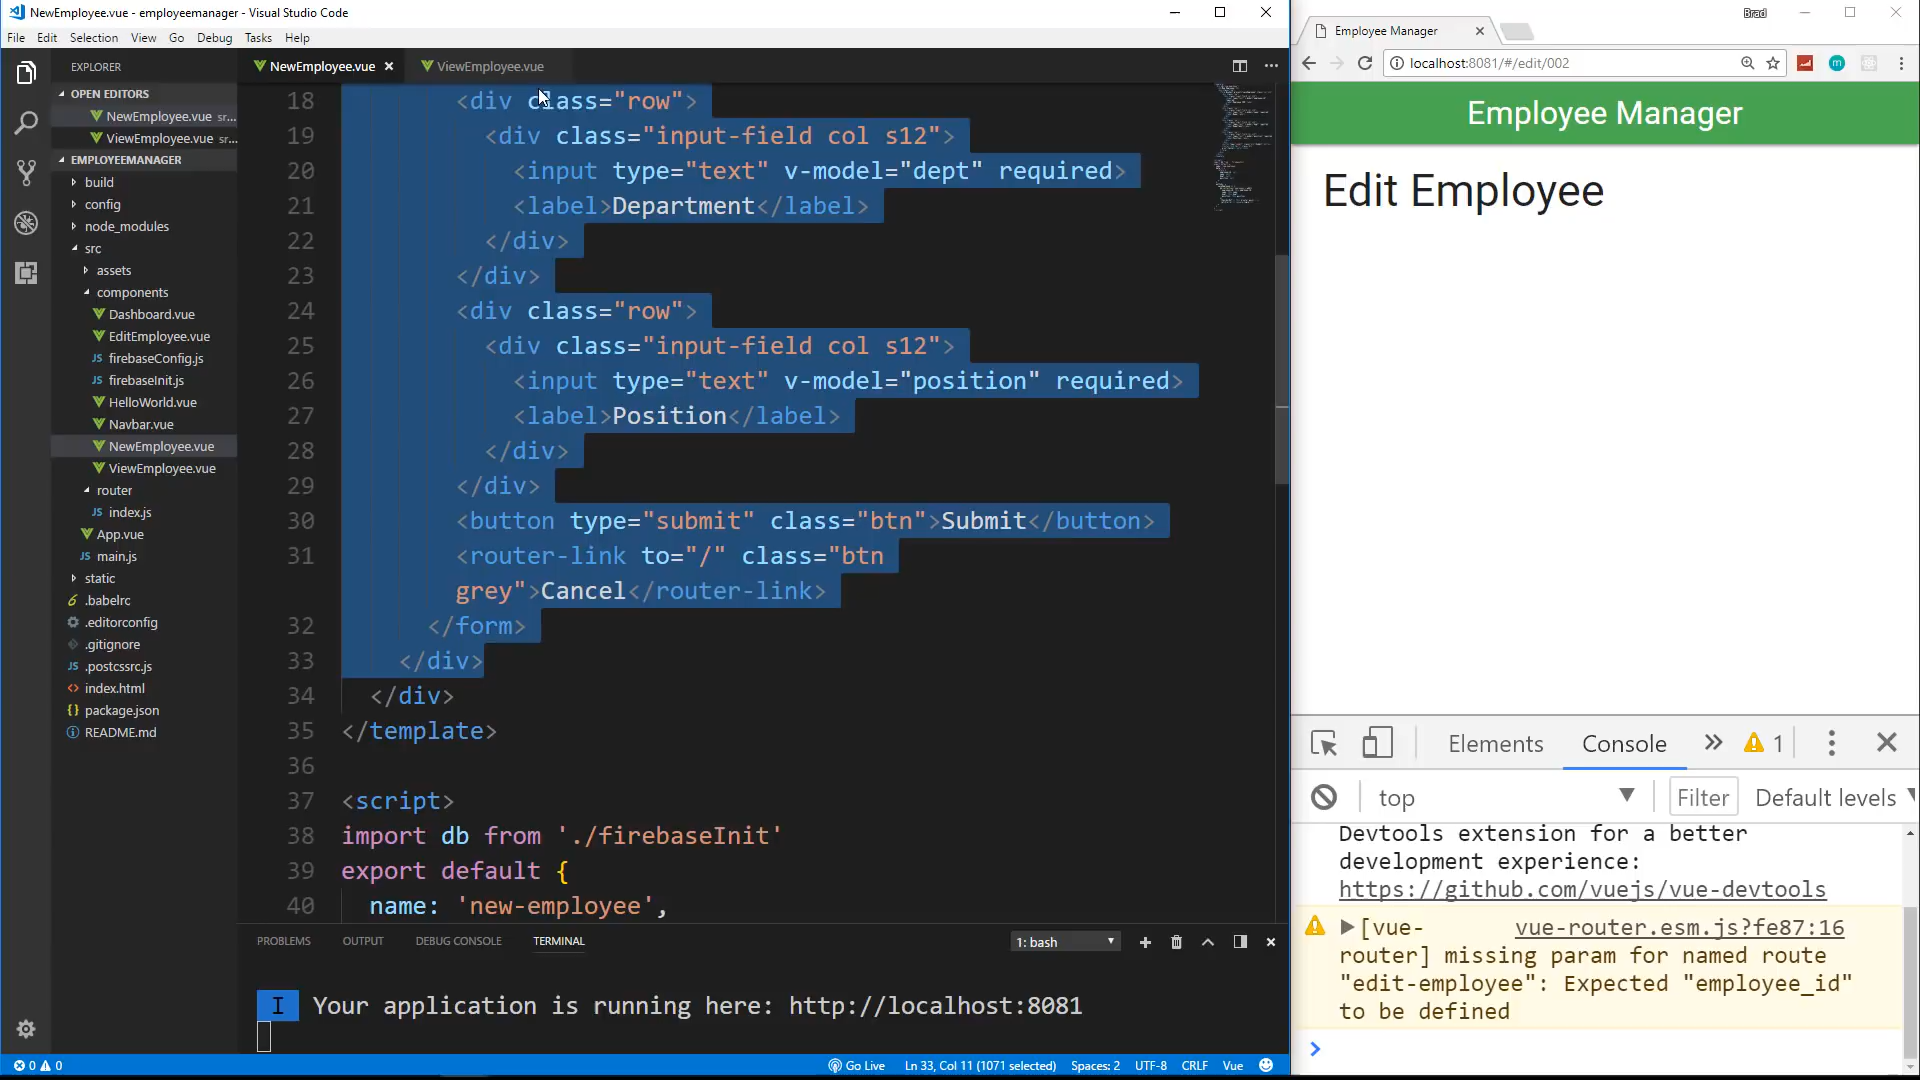 NewEmployee.vue - employeemanager - Visual Studio Code
File Edit Selection View Go Debug Tasks Help
EXPLORER
OPEN EDITORS
NewEmployee.vue sr...
ViewEmployee.vue sr...
EMPLOYEEMANAGER
build
config
node_modules
src
assets
components
Dashboard.vue
EditEmployee.vue
JS firebaseConfig.js
JS firebaseInit.js
HelloWorld.vue
Navbar.vue
NewEmployee.vue
ViewEmployee.vue
router
JS index.js
App.vue
JS main.js
static
.babelrc
.editorconfig
.gitignore
JS .postcssrc.js
<> index.html
{} package.json
README.md
NewEmployee.vue ViewEmployee.vue
18 <div class="row">
19 <div class="input-field col s12">
20 <input type="text" v-model="dept" required>
21 <label>Department</label>
22 </div>
23 </div>
24 <div class="row">
25 <div class="input-field col s12">
26 <input type="text" v-model="position" required>
27 <label>Position</label>
28 </div>
29 </div>
30 <button type="submit" class="btn">Submit</button>
31 <router-link to="/" class="btn
grey">Cancel</router-link>
32 </form>
33 </div>
34 </div>
35 </template>
36
37 <script>
38 import db from './firebaseInit'
39 export default {
40 name: 'new-employee',
PROBLEMS OUTPUT DEBUG CONSOLE TERMINAL 1: bash
I Your application is running here: http://localhost:8081
0 0 Go Live Ln 33, Col 11 (1071 selected) Spaces: 2 UTF-8 CRLF Vue
Brad
Employee Manager
localhost:8081/#/edit/002
Employee Manager
Edit Employee
Elements Console 1
top Filter Default levels
Devtools extension for a better
development experience:
https://github.com/vuejs/vue-devtools
[vue- vue-router.esm.js?fe87:16
router] missing param for named route
"edit-employee": Expected "employee_id"
to be defined